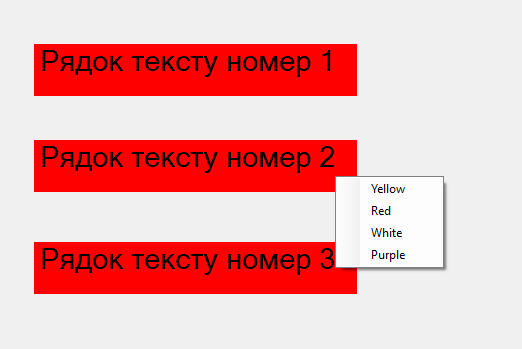 Рядок тексту номер 1
Рядок тексту номер 2
Yellow
Red
White
Purple
Рядок тексту номер 3